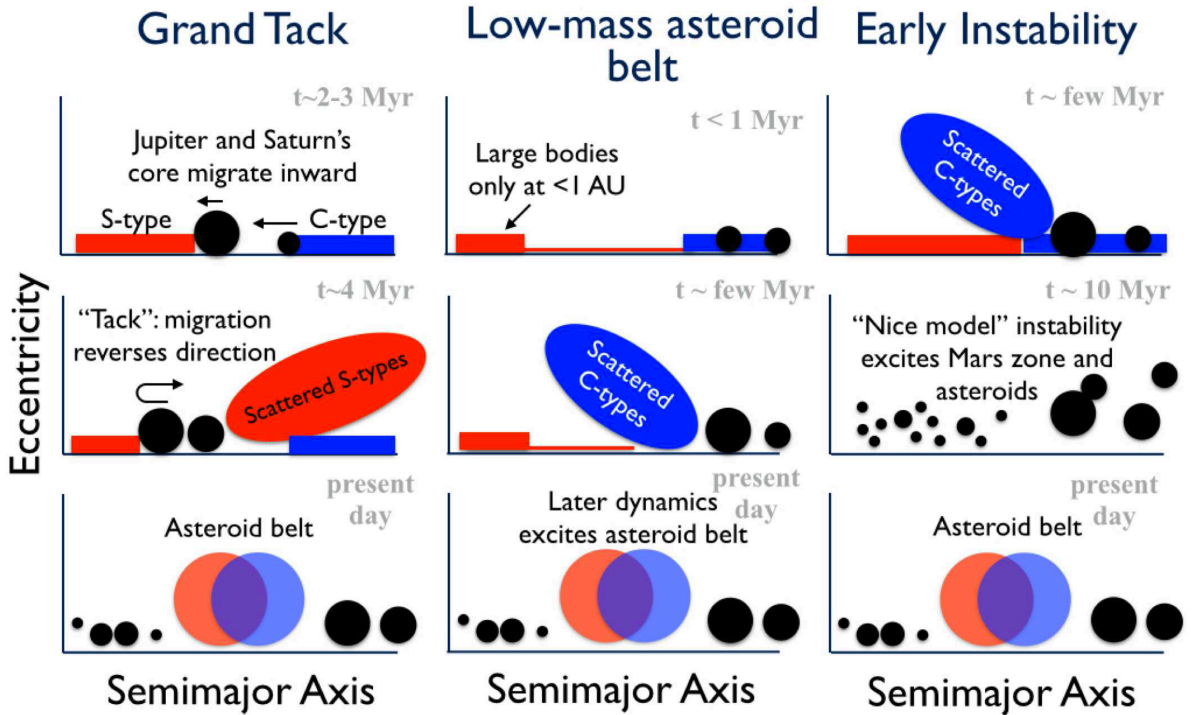 Grand Tack
Low-mass asteroid
belt
Early Instability
t~2-3 Myr
Jupiter and Saturn's
core migrate inward
S-type
C-type
t < 1 Myr
Large bodies
only at <1 AU
t ~ few Myr
Scattered
C-types
Eccentricity
t~4 Myr
"Tack": migration
reverses direction
Scattered S-types
t ~ few Myr
Scattered
C-types
t ~ 10 Myr
"Nice model" instability
excites Mars zone and
asteroids
present
day
Asteroid belt
present
day
Later dynamics
excites asteroid belt
present
day
Asteroid belt
Semimajor Axis
Semimajor Axis
Semimajor Axis